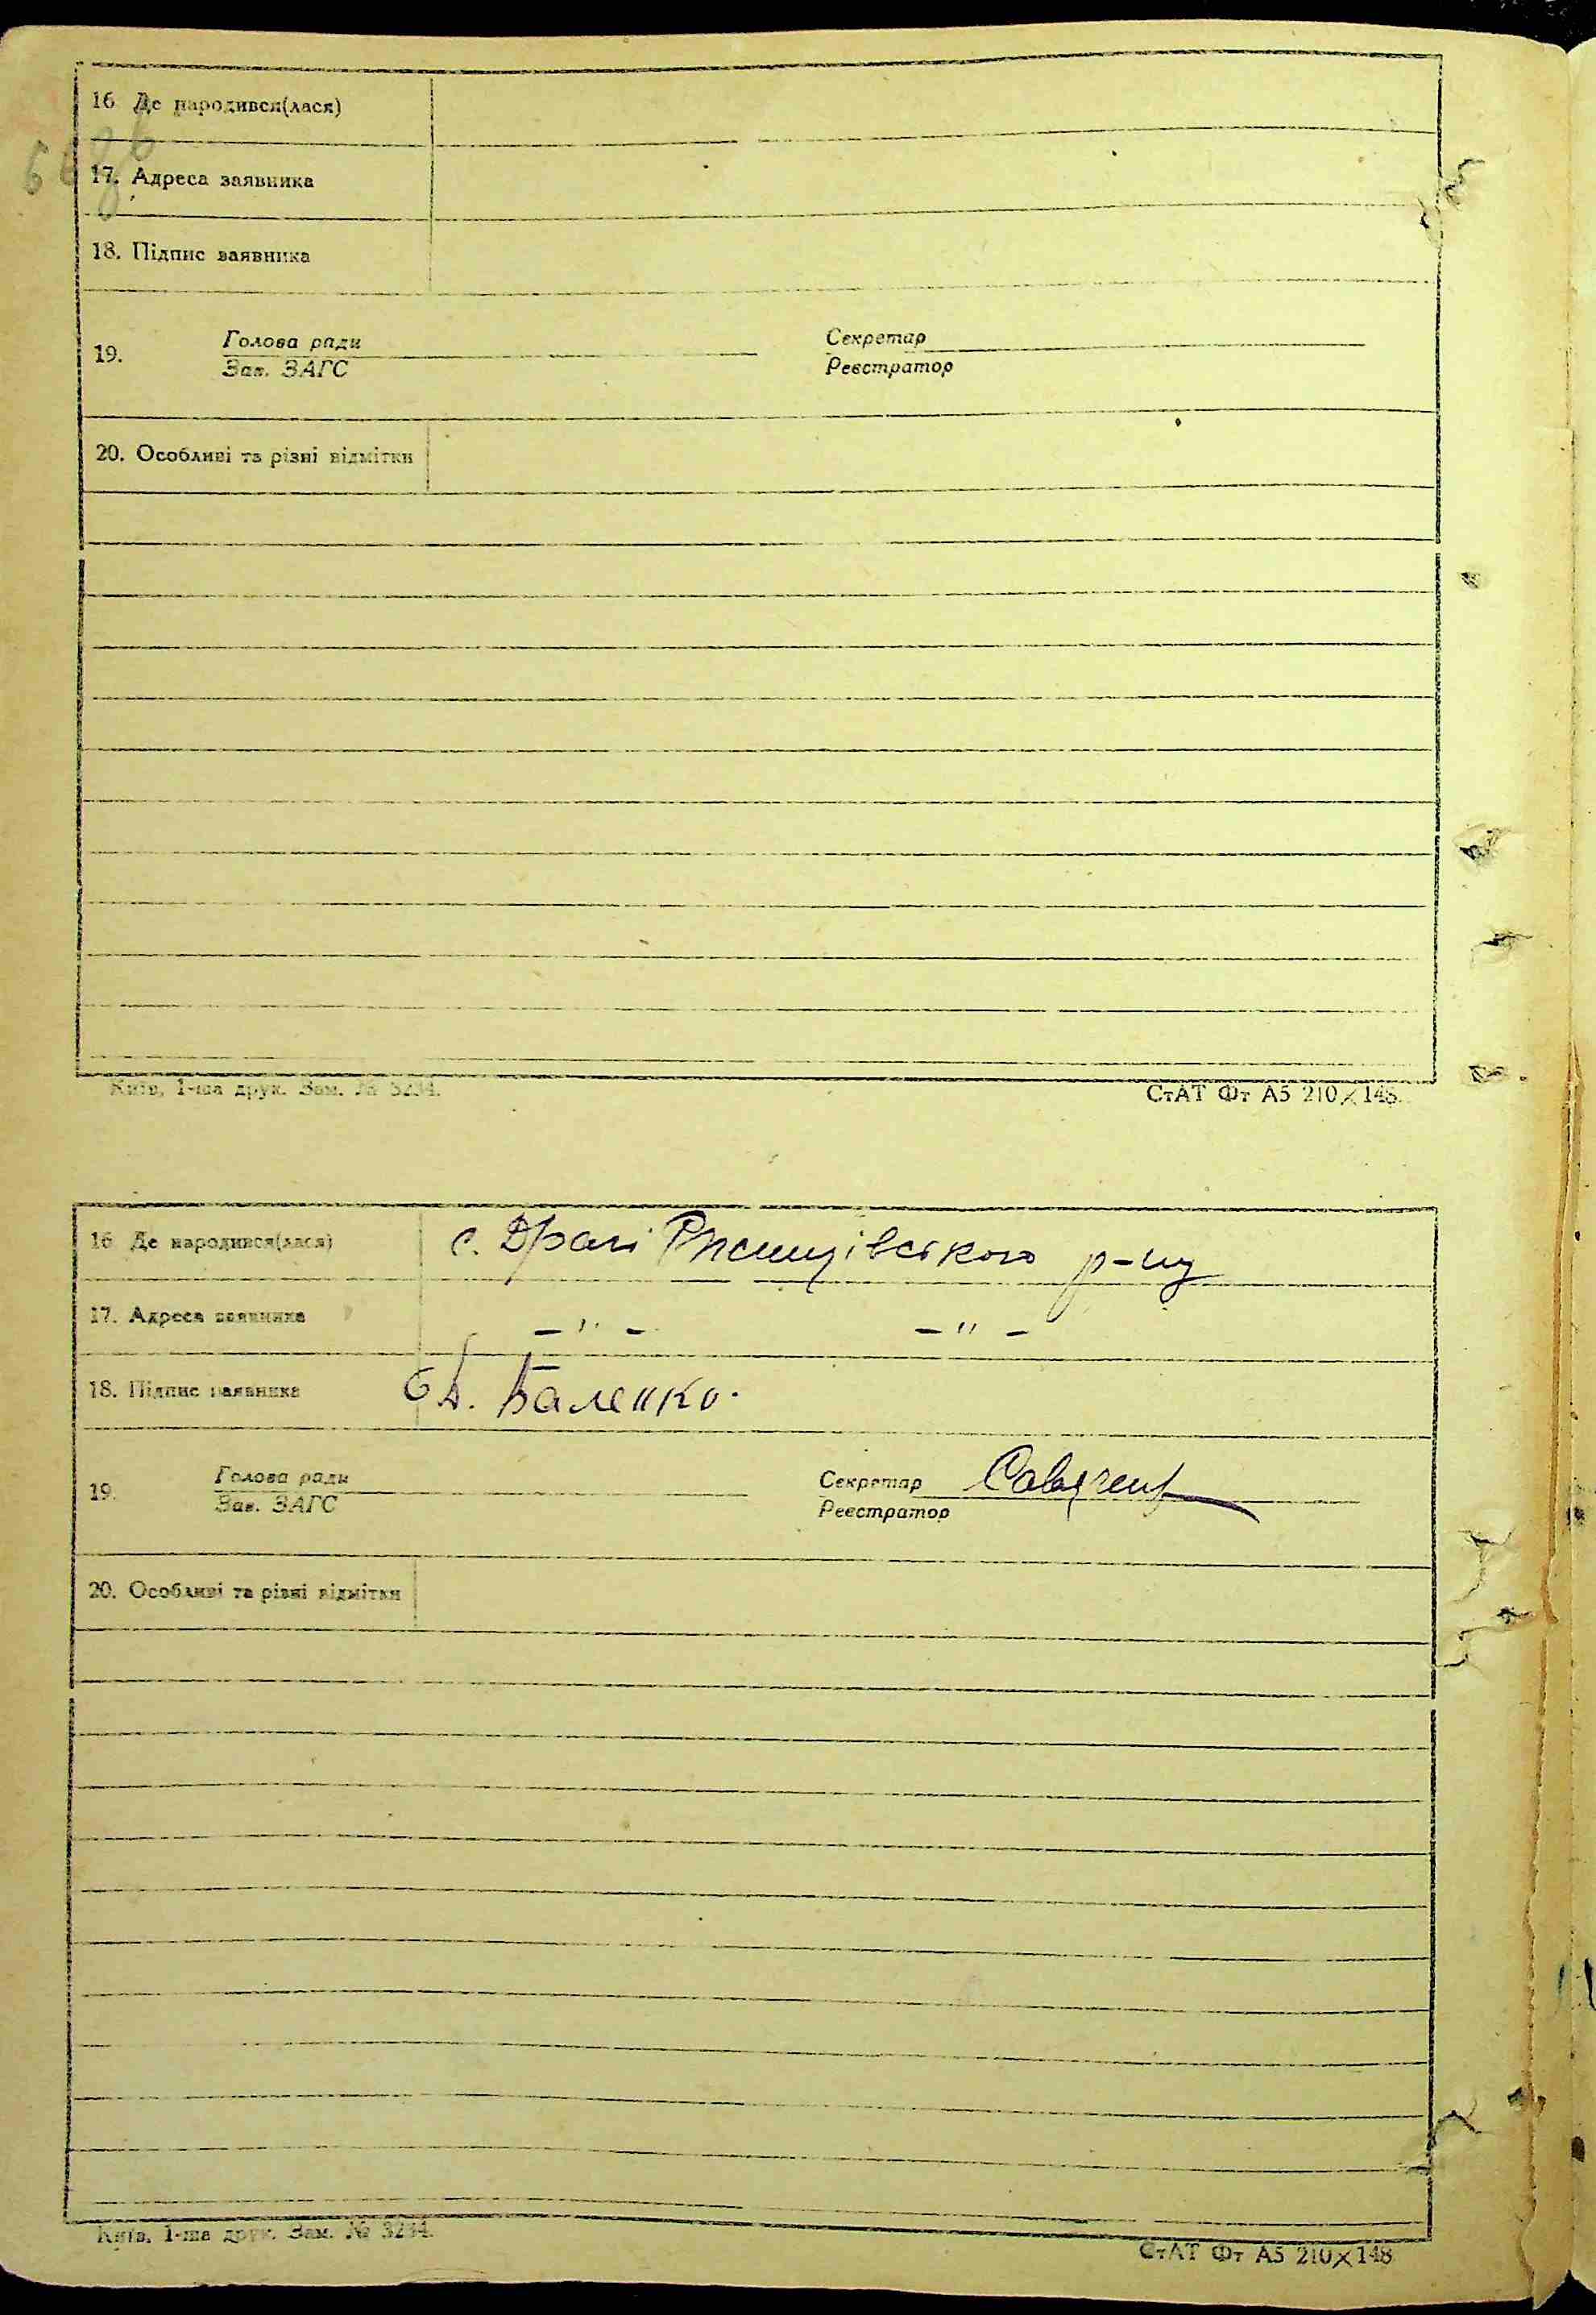 16 Де народився(лася)
17. Адреса заявника
18. Підпис заявника
19. Голова ради
Зав. ЗАГС
Секретар
Реєстратор
20. Особливі та різні відмітки
Київ, 1-ша друк. Зам. № 3234.
СтАТ Фт А5 210×148.
16 Де народився(лася) с. Драчі Ржищівського р-ну
17. Адреса заявника — " — — " —
18. Підпис заявника Баленко.
19. Голова ради
Зав. ЗАГС
Секретар
Реєстратор
20. Особливі та різні відмітки
Київ, 1-ша друк. Зам. № 3234.
СтАТ Фт А5 210×148